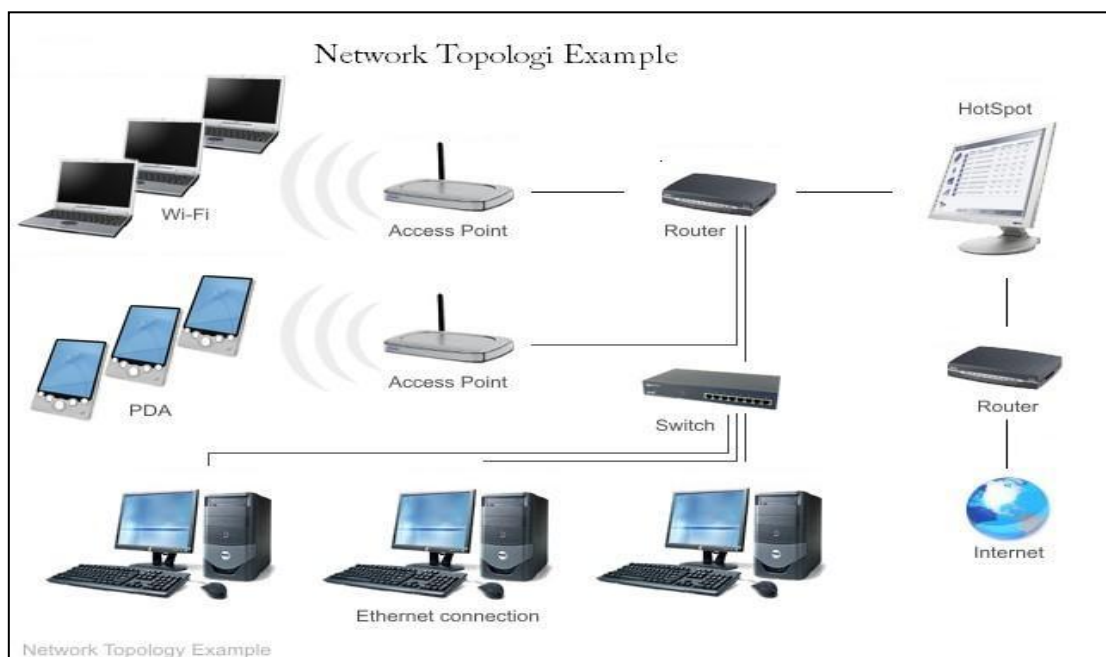 Network Topologi Example
HotSpot
Wi-Fi
Access Point
Router
Access Point
PDA
Switch
Router
Internet
Ethernet connection
Network Topology Example